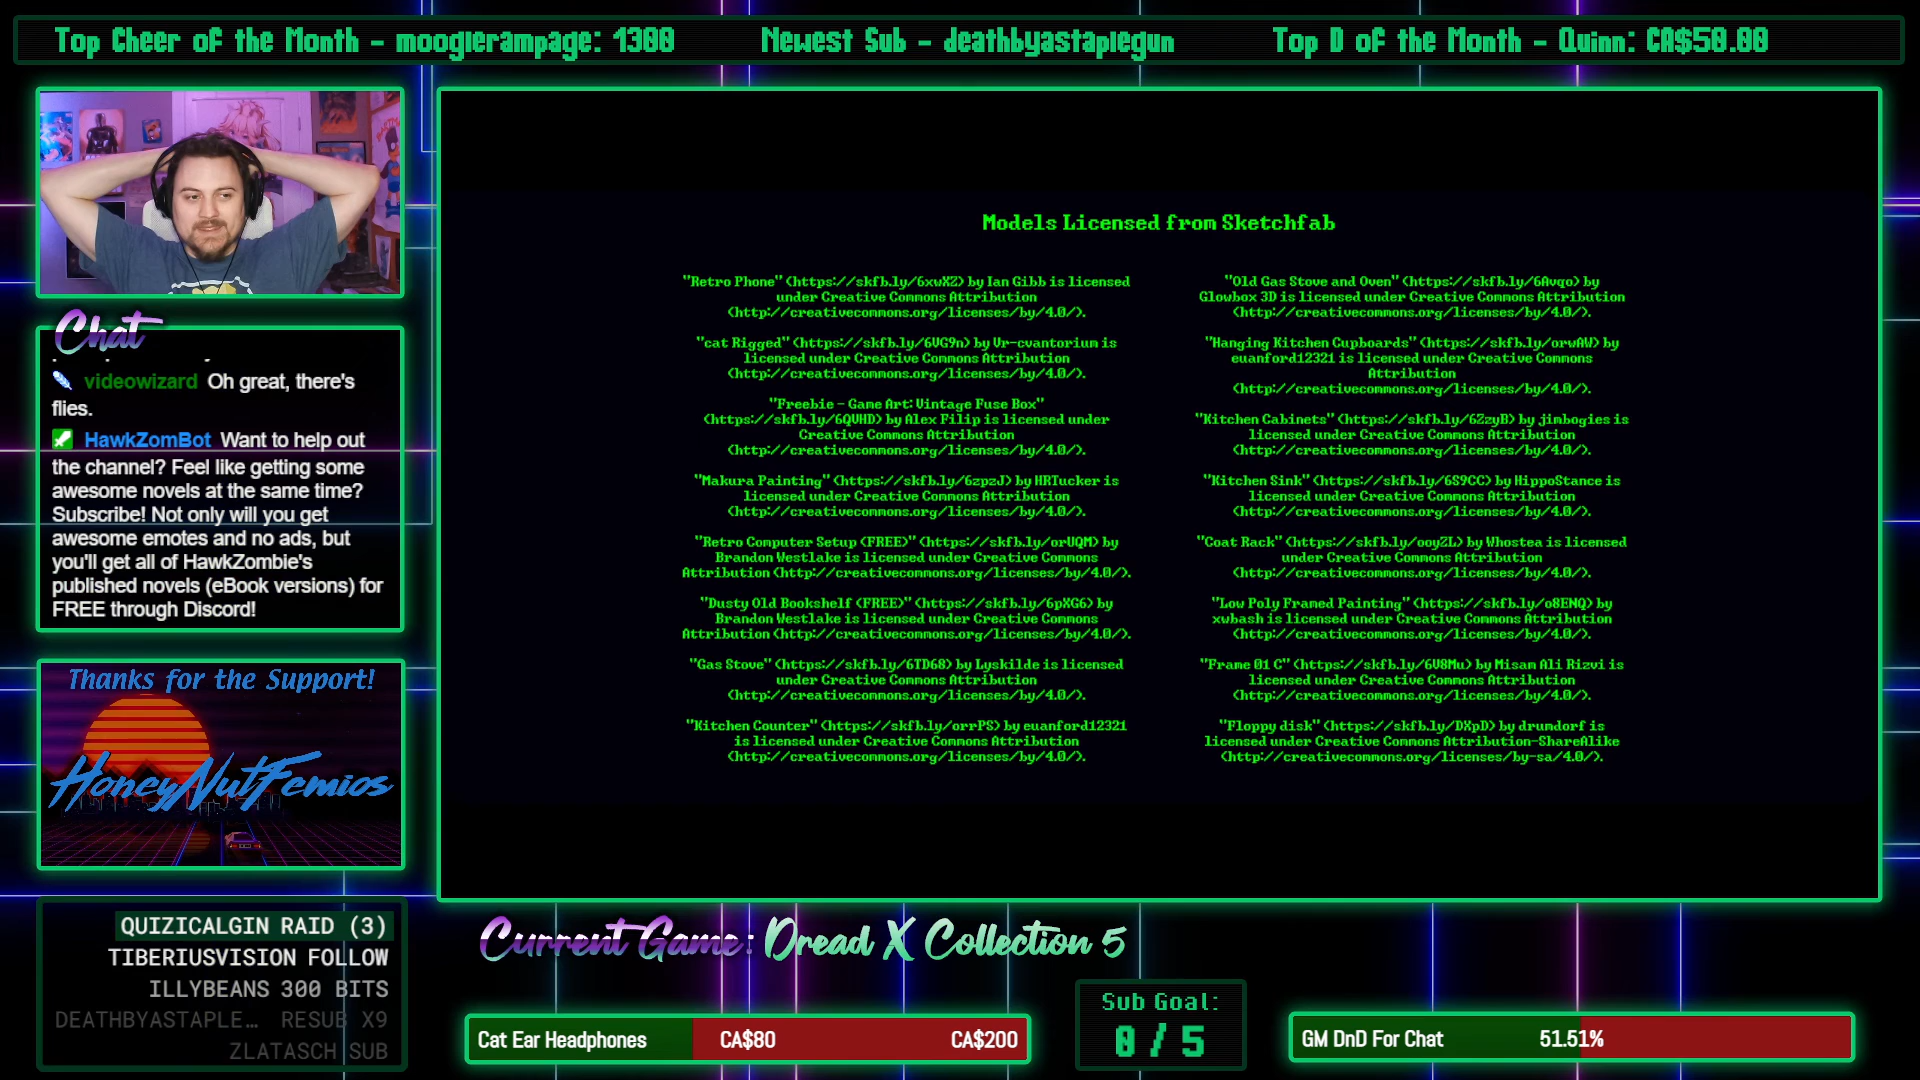 Top Cheer of the Month - mooglerampage: 1300
Newest Sub - deathbyastaplegun
Top D of the Month - Quinn: CA$50.00
Chat
videowizard Oh great, there's
flies.
HawkZomBot Want to help out
the channel? Feel like getting some
awesome novels at the same time?
Subscribe! Not only will you get
awesome emotes and no ads, but
you'll get all of HawkZombie's
published novels (eBook versions) for
FREE through Discord!
Thanks for the Support!
HoneyNutFemios
QUIZICALGIN RAID (3)
TIBERIUSVISION FOLLOW
ILLYBEANS 300 BITS
DEATHBYASTAPLE… RESUB X9
ZLATASCH SUB
Models Licensed from Sketchfab
"Retro Phone" (https://skfb.ly/6xwXZ) by Ian Gibb is licensed
under Creative Commons Attribution
(http://creativecommons.org/licenses/by/4.0/).
"cat Rigged" (https://skfb.ly/6VG9n) by Vr-cvantorium is
licensed under Creative Commons Attribution
(http://creativecommons.org/licenses/by/4.0/).
"Freebie - Game Art: Vintage Fuse Box"
(https://skfb.ly/6QVHD) by Alex Filip is licensed under
Creative Commons Attribution
(http://creativecommons.org/licenses/by/4.0/).
"Makura Painting" (https://skfb.ly/6zpzJ) by HRTucker is
licensed under Creative Commons Attribution
(http://creativecommons.org/licenses/by/4.0/).
"Retro Computer Setup (FREE)" (https://skfb.ly/orUQM) by
Brandon Westlake is licensed under Creative Commons
Attribution (http://creativecommons.org/licenses/by/4.0/).
"Dusty Old Bookshelf (FREE)" (https://skfb.ly/6pXG6) by
Brandon Westlake is licensed under Creative Commons
Attribution (http://creativecommons.org/licenses/by/4.0/).
"Gas Stove" (https://skfb.ly/6TD68) by Lyskilde is licensed
under Creative Commons Attribution
(http://creativecommons.org/licenses/by/4.0/).
"Kitchen Counter" (https://skfb.ly/orrPS) by euanford12321
is licensed under Creative Commons Attribution
(http://creativecommons.org/licenses/by/4.0/).
"Old Gas Stove and Oven" (https://skfb.ly/6Avqo) by
Glowbox 3D is licensed under Creative Commons Attribution
(http://creativecommons.org/licenses/by/4.0/).
"Hanging Kitchen Cupboards" (https://skfb.ly/orwAW) by
euanford12321 is licensed under Creative Commons
Attribution
(http://creativecommons.org/licenses/by/4.0/).
"Kitchen Cabinets" (https://skfb.ly/6ZzyB) by jimbogies is
licensed under Creative Commons Attribution
(http://creativecommons.org/licenses/by/4.0/).
"Kitchen Sink" (https://skfb.ly/6S9CC) by HippoStance is
licensed under Creative Commons Attribution
(http://creativecommons.org/licenses/by/4.0/).
"Coat Rack" (https://skfb.ly/ooyZL) by Whostea is licensed
under Creative Commons Attribution
(http://creativecommons.org/licenses/by/4.0/).
"Low Poly Framed Painting" (https://skfb.ly/o8ENQ) by
xwbash is licensed under Creative Commons Attribution
(http://creativecommons.org/licenses/by/4.0/).
"Frame 01 C" (https://skfb.ly/6V8Mu) by Misam Ali Rizvi is
licensed under Creative Commons Attribution
(http://creativecommons.org/licenses/by/4.0/).
"Floppy disk" (https://skfb.ly/DXpD) by drumdorf is
licensed under Creative Commons Attribution-ShareAlike
(http://creativecommons.org/licenses/by-sa/4.0/).
Current Game: Dread X Collection 5
Cat Ear Headphones CA$80 CA$200
Sub Goal:
0 / 5
GM DnD For Chat 51.51%